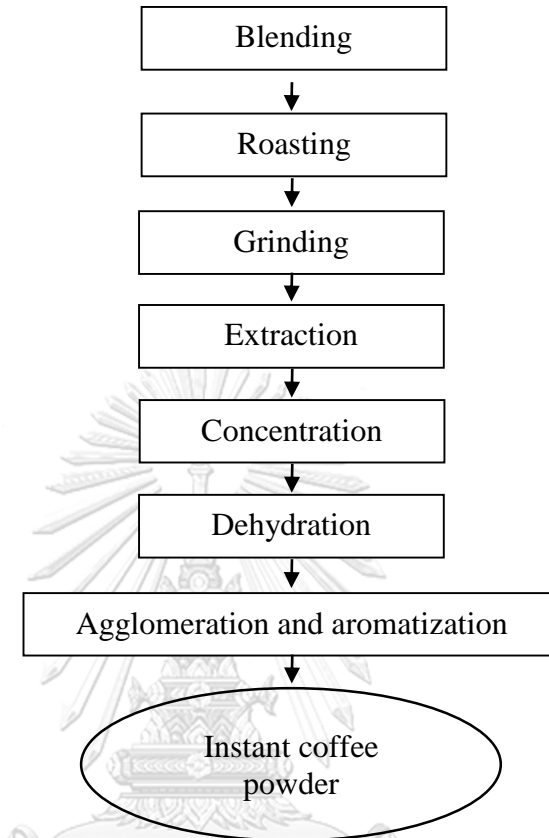 Blending
Roasting
Grinding
Extraction
Concentration
Dehydration
Agglomeration and aromatization
Instant coffee
powder